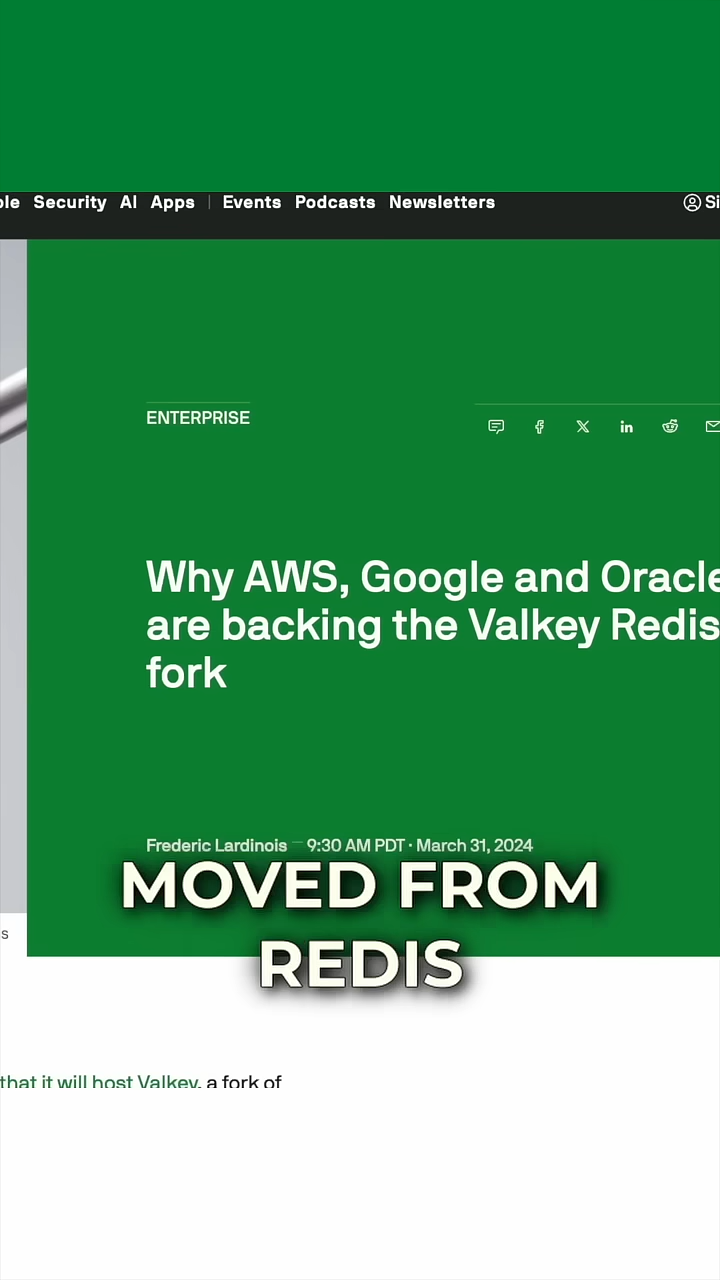 Security AI Apps Events Podcasts Newsletters
ENTERPRISE
Why AWS, Google and Oracle
are backing the Valkey Redis
fork
Frederic Lardinois — 9:30 AM PDT · March 31, 2024
MOVED FROM
REDIS
that it will host Valkey, a fork of